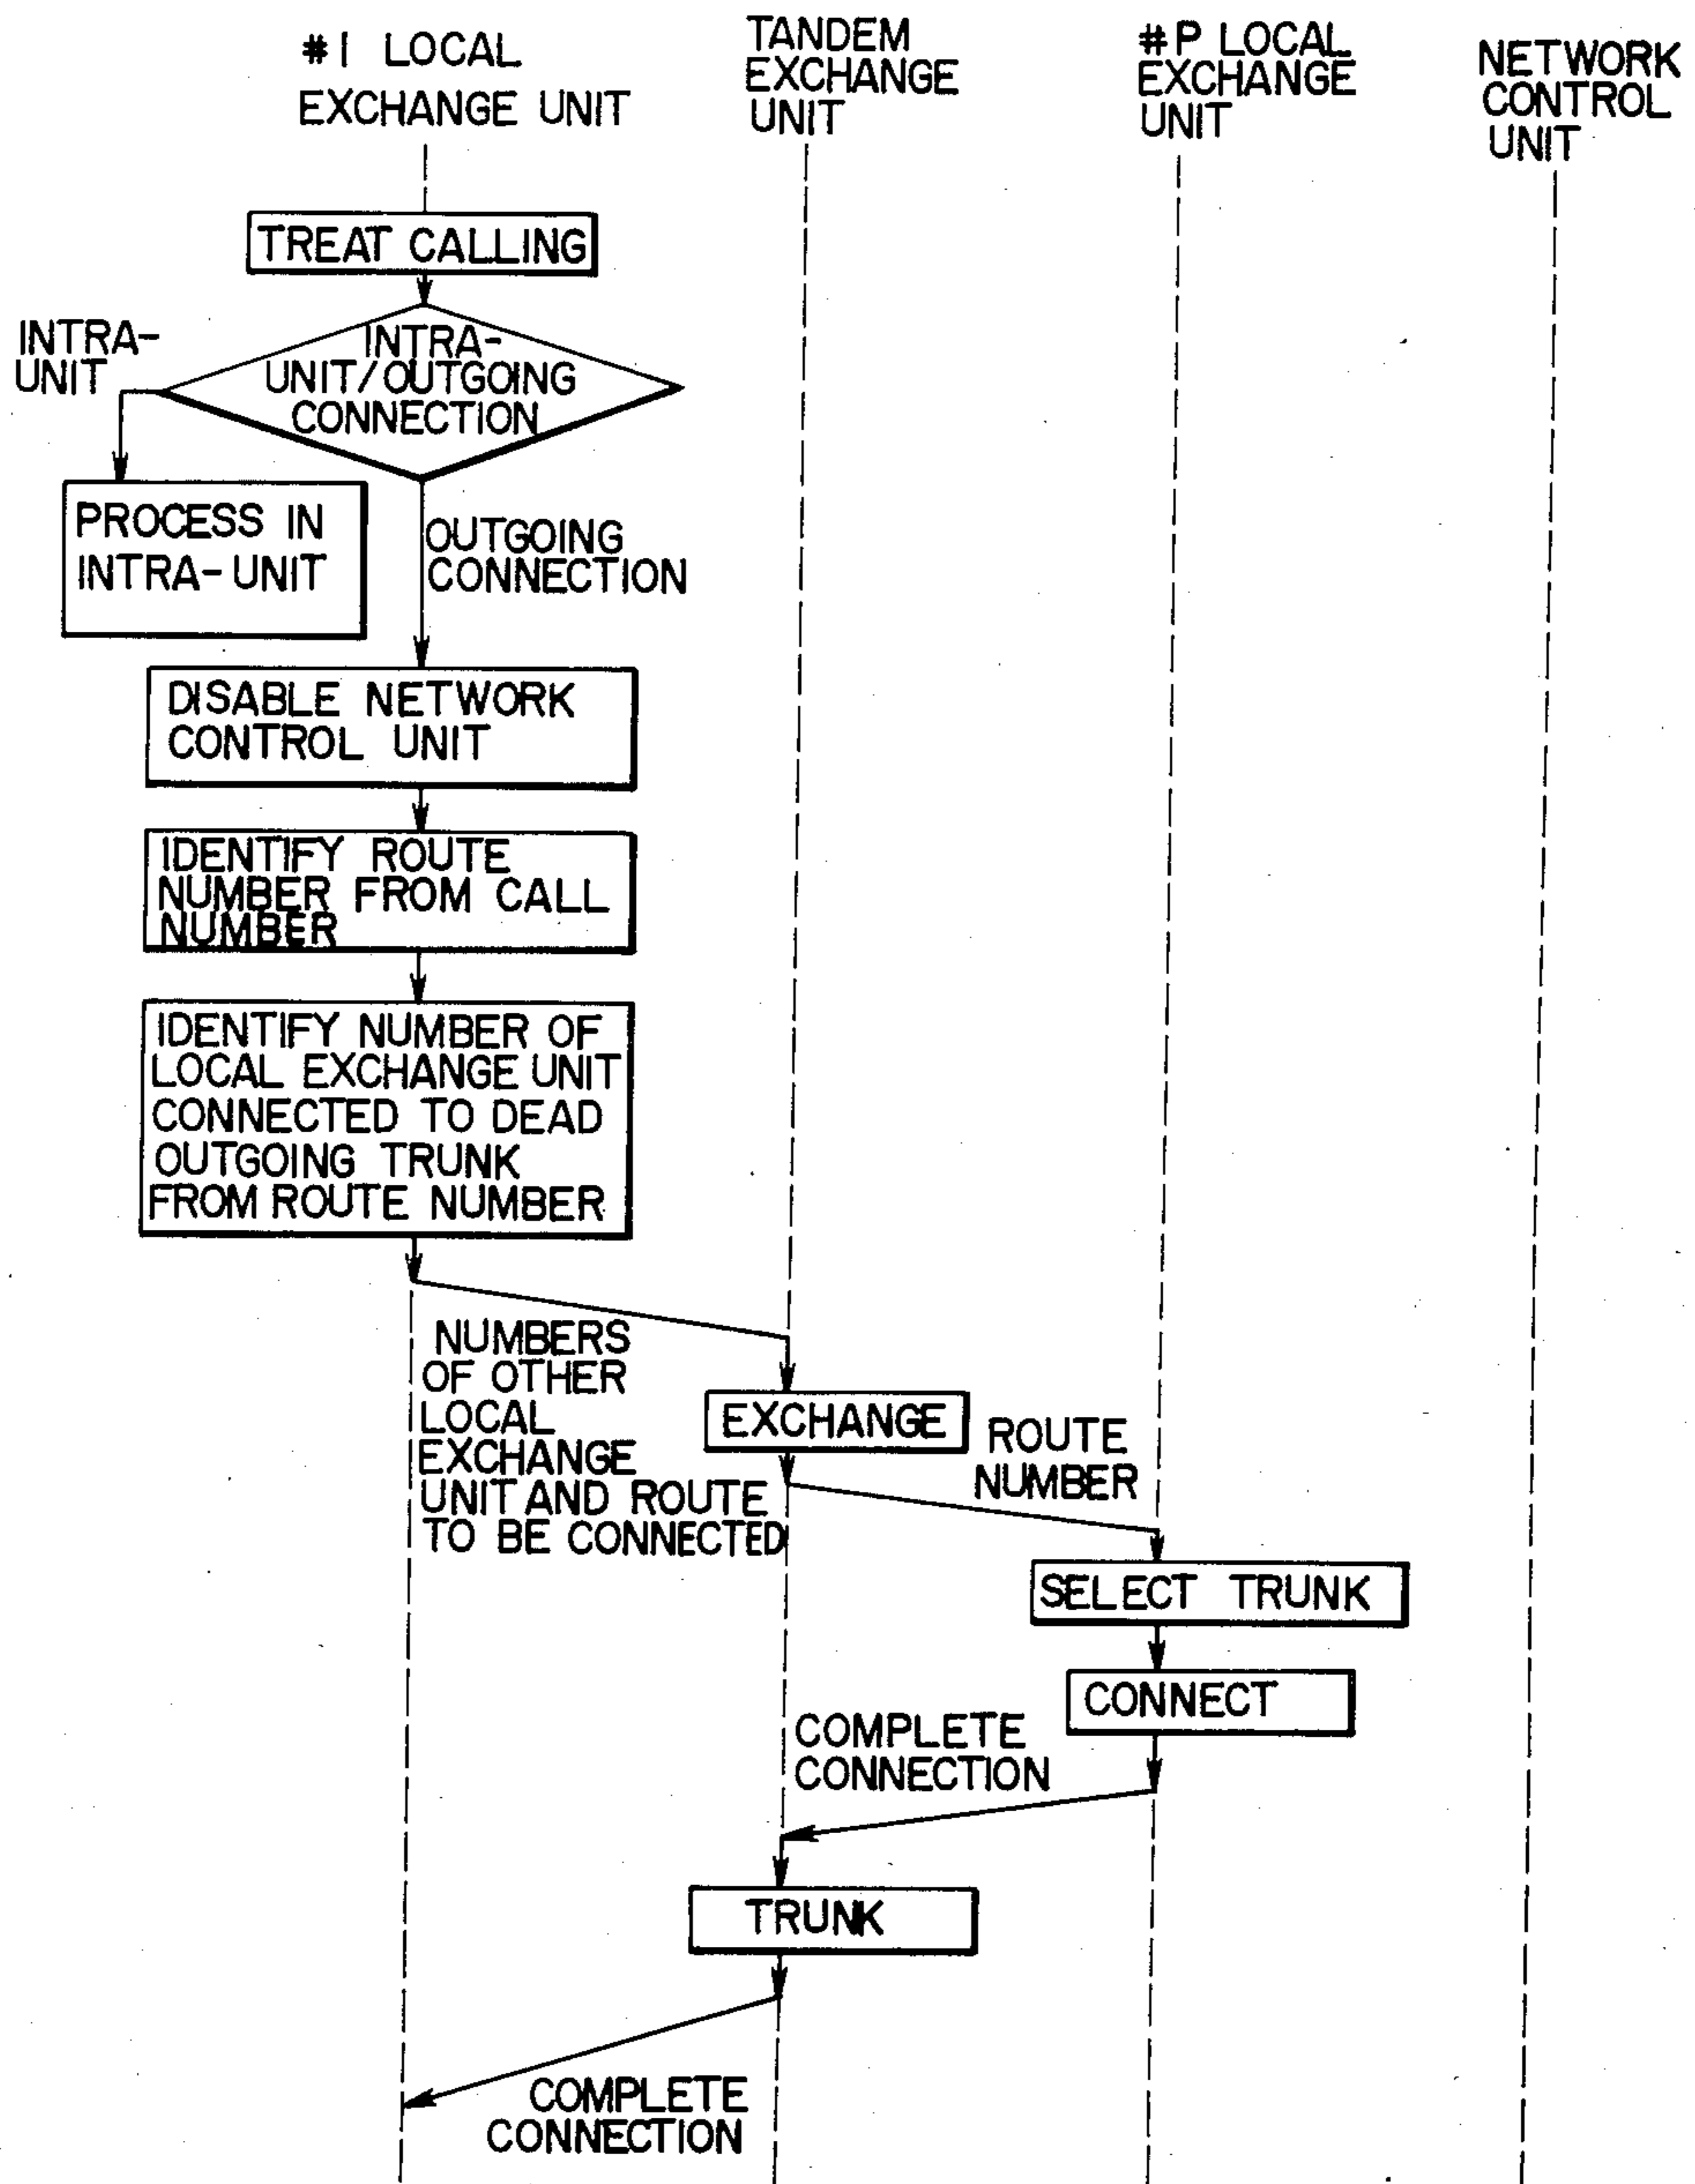 #1 LOCAL
EXCHANGE UNIT
TANDEM
EXCHANGE
UNIT
#P LOCAL
EXCHANGE
UNIT
NETWORK
CONTROL
UNIT
TREAT CALLING
INTRA-
UNIT
INTRA-
UNIT/OUTGOING
CONNECTION
PROCESS IN
INTRA-UNIT
OUTGOING
CONNECTION
DISABLE NETWORK
CONTROL UNIT
IDENTIFY ROUTE
NUMBER FROM CALL
NUMBER
IDENTIFY NUMBER OF
LOCAL EXCHANGE UNIT
CONNECTED TO DEAD
OUTGOING TRUNK
FROM ROUTE NUMBER
NUMBERS
OF OTHER
LOCAL
EXCHANGE
UNIT AND ROUTE
TO BE CONNECTED
EXCHANGE
ROUTE
NUMBER
SELECT TRUNK
CONNECT
COMPLETE
CONNECTION
TRUNK
COMPLETE
CONNECTION